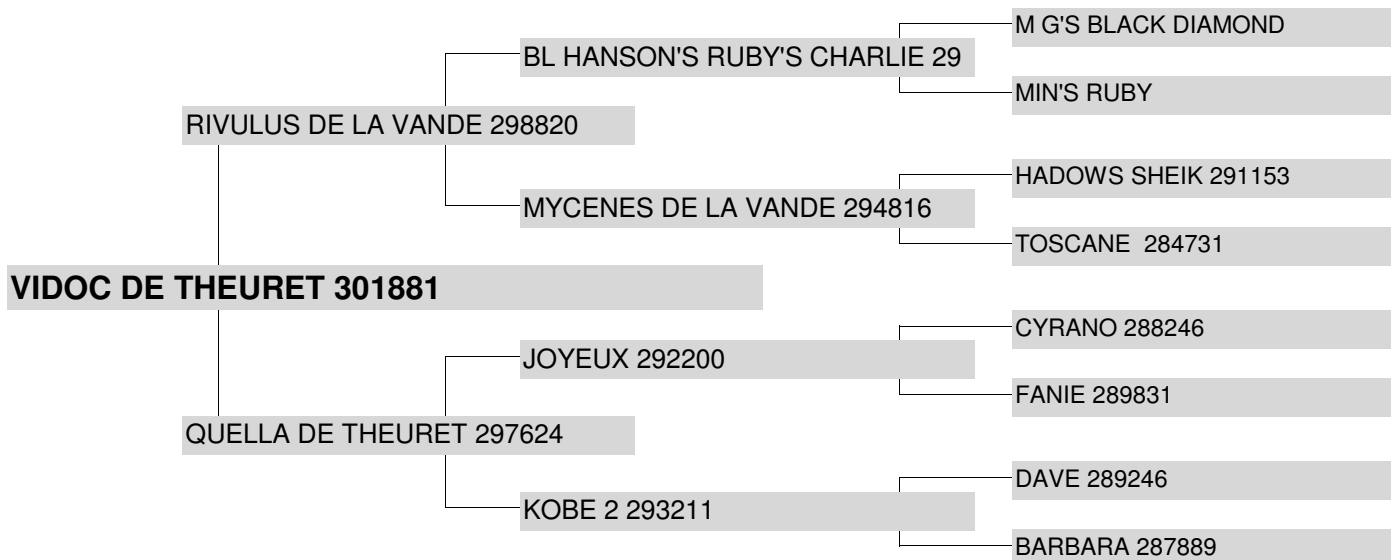 M G'S BLACK DIAMOND
BL HANSON'S RUBY'S CHARLIE 29
MIN'S RUBY
RIVULUS DE LA VANDE 298820
HADOWS SHEIK 291153
MYCENES DE LA VANDE 294816
TOSCANE 284731
VIDOC DE THEURET 301881
CYRANO 288246
JOYEUX 292200
FANIE 289831
QUELLA DE THEURET 297624
DAVE 289246
KOBE 2 293211
BARBARA 287889